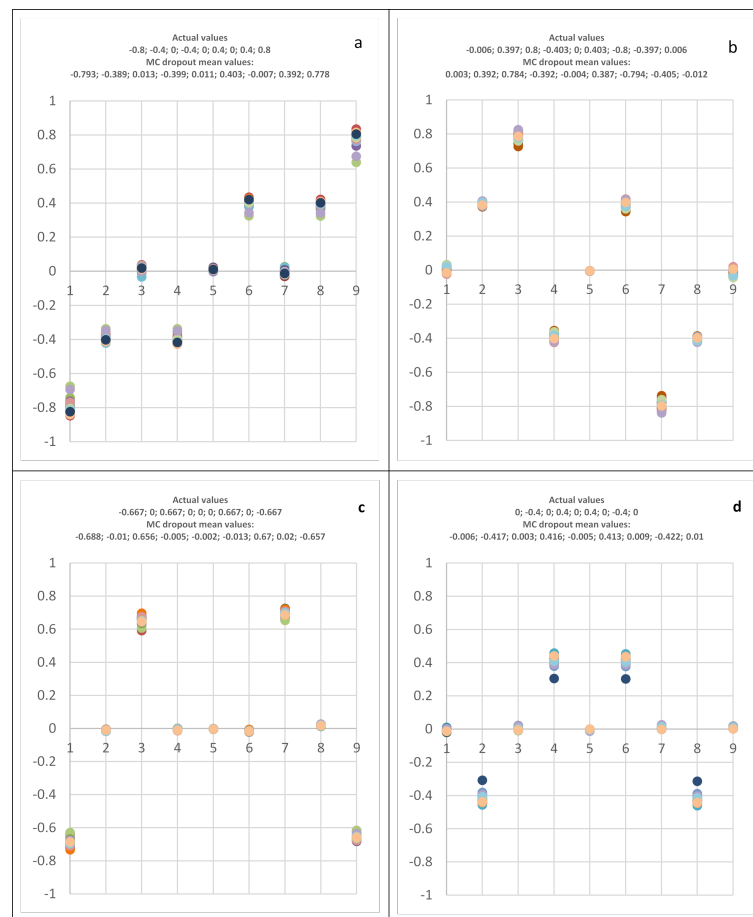 Actual values
-0.8; -0.4; 0; -0.4; 0; 0.4; 0; 0.4; 0.8
a
MC dropout mean values:
-0.793; -0.389; 0.013; -0.399; 0.011; 0.403; -0.007; 0.392; 0.778
1
0.8
0.6
0.4
0.2
0
1 2 3 4 5 6 7 8 9
-0.2
-0.4
-0.6
-0.8
-1
Actual values
-0.006; 0.397; 0.8; -0.403; 0; 0.403; -0.8; -0.397; 0.006
b
MC dropout mean values:
0.003; 0.392; 0.784; -0.392; -0.004; 0.387; -0.794; -0.405; -0.012
1
0.8
0.6
0.4
0.2
0
1 2 3 4 5 6 7 8 9
-0.2
-0.4
-0.6
-0.8
-1
Actual values
-0.667; 0; 0.667; 0; 0; 0; 0.667; 0; -0.667
c
MC dropout mean values:
-0.688; -0.01; 0.656; -0.005; -0.002; -0.013; 0.67; 0.02; -0.657
1
0.8
0.6
0.4
0.2
0
1 2 3 4 5 6 7 8 9
-0.2
-0.4
-0.6
-0.8
-1
Actual values
0; -0.4; 0; 0.4; 0; 0.4; 0; -0.4; 0
d
MC dropout mean values:
-0.006; -0.417; 0.003; 0.416; -0.005; 0.413; 0.009; -0.422; 0.01
1
0.8
0.6
0.4
0.2
0
1 2 3 4 5 6 7 8 9
-0.2
-0.4
-0.6
-0.8
-1